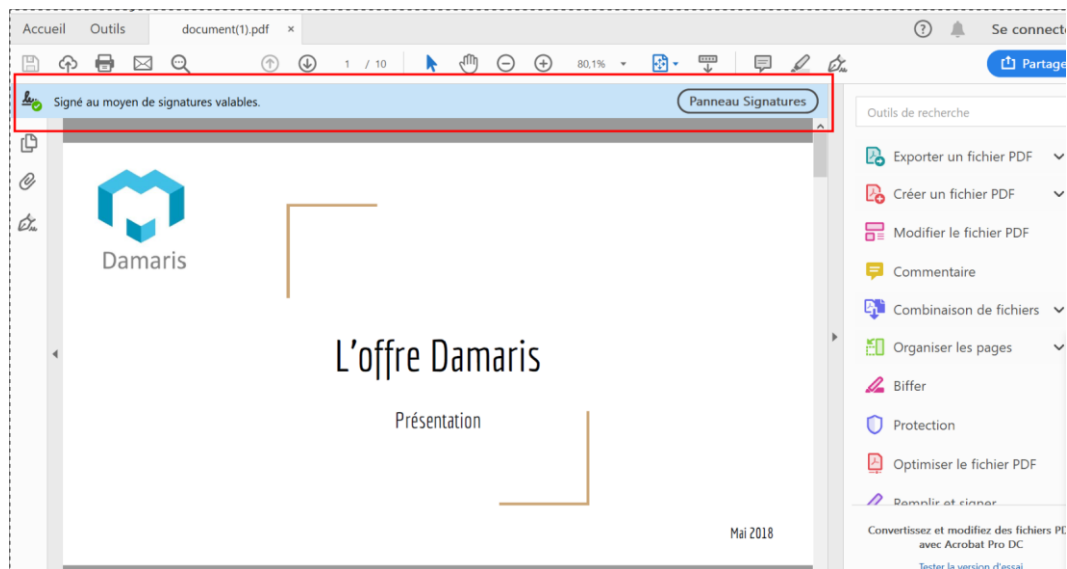 Accueil Outils document(1).pdf × Se connecte
1 / 10 80,1% Partage
Signé au moyen de signatures valables. Panneau Signatures
Outils de recherche
Exporter un fichier PDF
Créer un fichier PDF
Modifier le fichier PDF
Commentaire
Combinaison de fichiers
Organiser les pages
Biffer
Protection
Optimiser le fichier PDF
Remplir et signer
Convertissez et modifiez des fichiers PD
avec Acrobat Pro DC
Tester la version d'essai
Damaris
L'offre Damaris
Présentation
Mai 2018